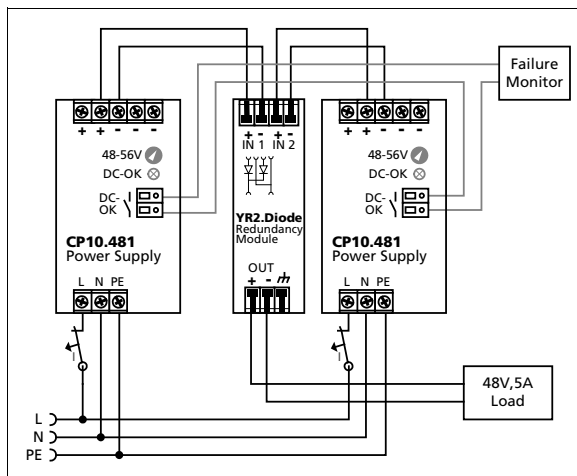 Failure
Monitor
+ + - - -
48-56V
DC-OK
DC-
OK
CP10.481
Power Supply
L N PE
+ - + -
IN 1 IN 2
YR2.Diode
Redundancy
Module
OUT
+ -
+ + - - -
48-56V
DC-OK
DC-
OK
CP10.481
Power Supply
L N PE
I
I
48V,5A
Load
L
N
PE